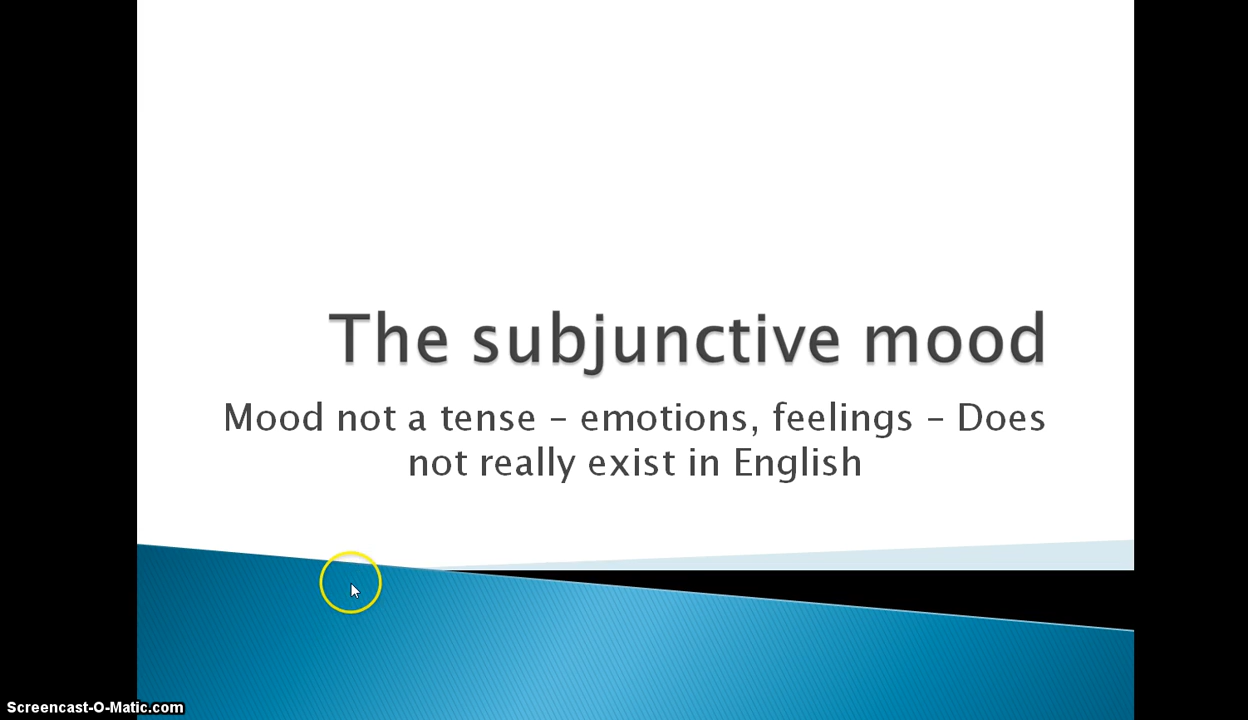 The subjunctive mood
Mood not a tense – emotions, feelings – Does
not really exist in English
Screencast-O-Matic.com